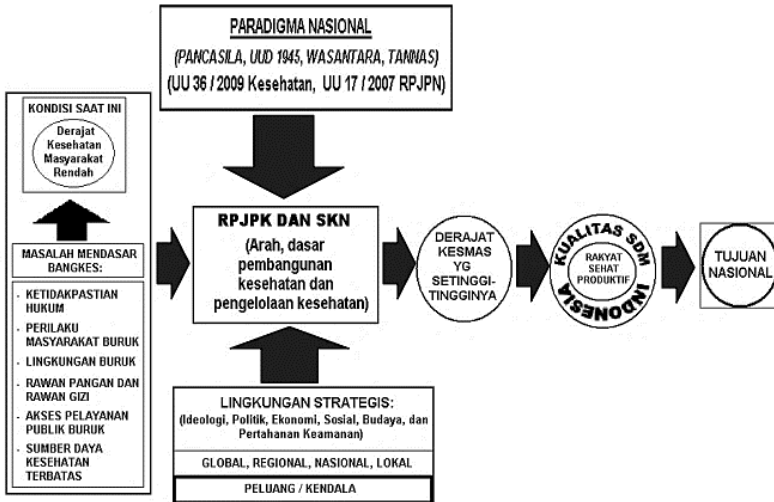 PARADIGMA NASIONAL
(PANCASILA, UUD 1945, WASANTARA, TANNAS)
(UU 36 / 2009 Kesehatan, UU 17 / 2007 RPJPN)
KONDISI SAAT INI
Derajat
Kesehatan
Masyarakat
Rendah
MASALAH MENDASAR
BANGKES:
- KETIDAKPASTIAN
HUKUM
- PERILAKU
MASYARAKAT BURUK
- LINGKUNGAN BURUK
- RAWAN PANGAN DAN
RAWAN GIZI
- AKSES PELAYANAN
PUBLIK BURUK
- SUMBER DAYA
KESEHATAN
TERBATAS
RPJPK DAN SKN
(Arah, dasar
pembangunan
kesehatan dan
pengelolaan kesehatan)
DERAJAT
KESMAS
YG
SETINGGI-
TINGGINYA
KUALITAS SDM
INDONESIA
RAKYAT
SEHAT
PRODUKTIF
TUJUAN
NASIONAL
LINGKUNGAN STRATEGIS:
(Ideologi, Politik, Ekonomi, Sosial, Budaya, dan
Pertahanan Keamanan)
GLOBAL, REGIONAL, NASIONAL, LOKAL
PELUANG / KENDALA